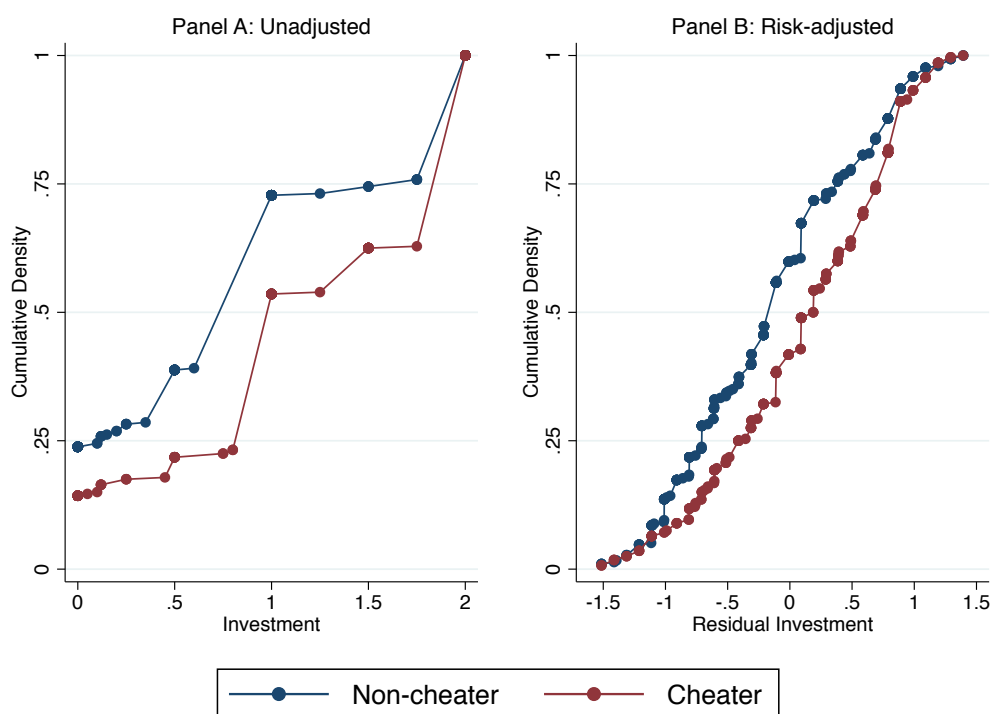 Panel A: Unadjusted
Cumulative Density
1
.75
.5
.25
0
0
.5
1
1.5
2
Investment
Panel B: Risk-adjusted
Cumulative Density
1
.75
.5
.25
0
-1.5
-1
-.5
0
.5
1
1.5
Residual Investment
Non-cheater
Cheater